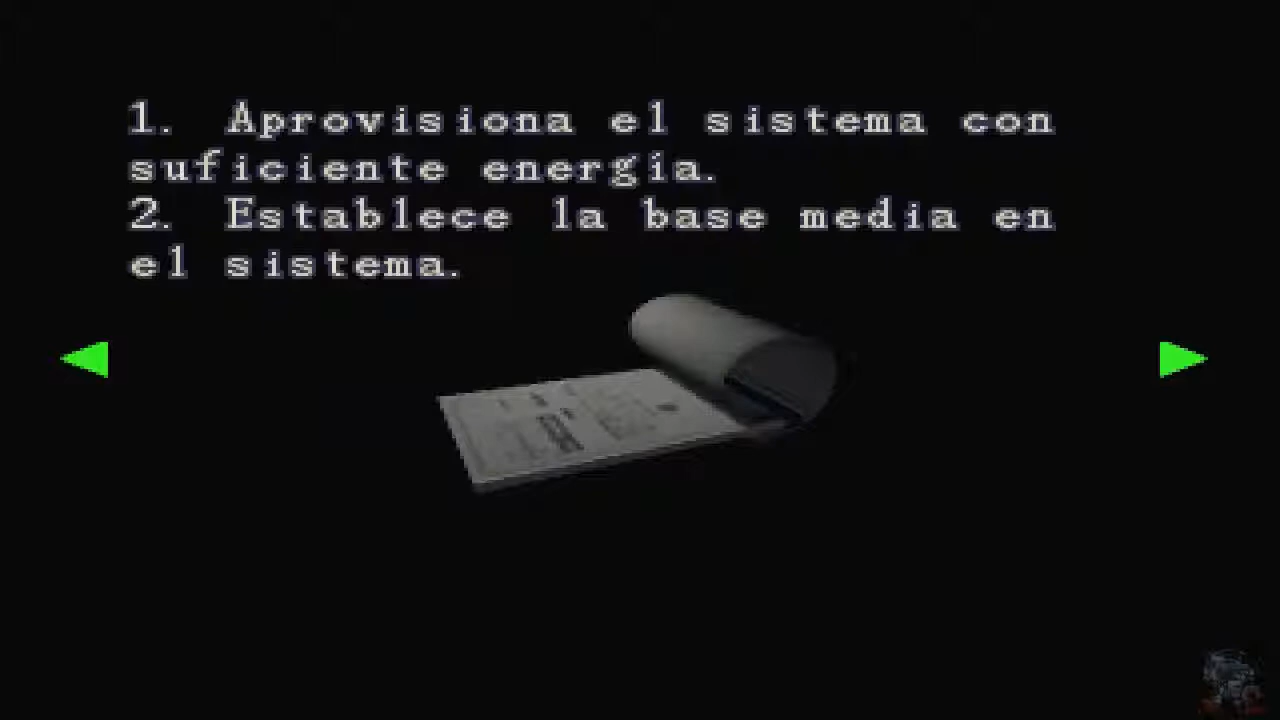 1. Aprovisiona el sistema con
suficiente energía.
2. Establece la base media en
el sistema.